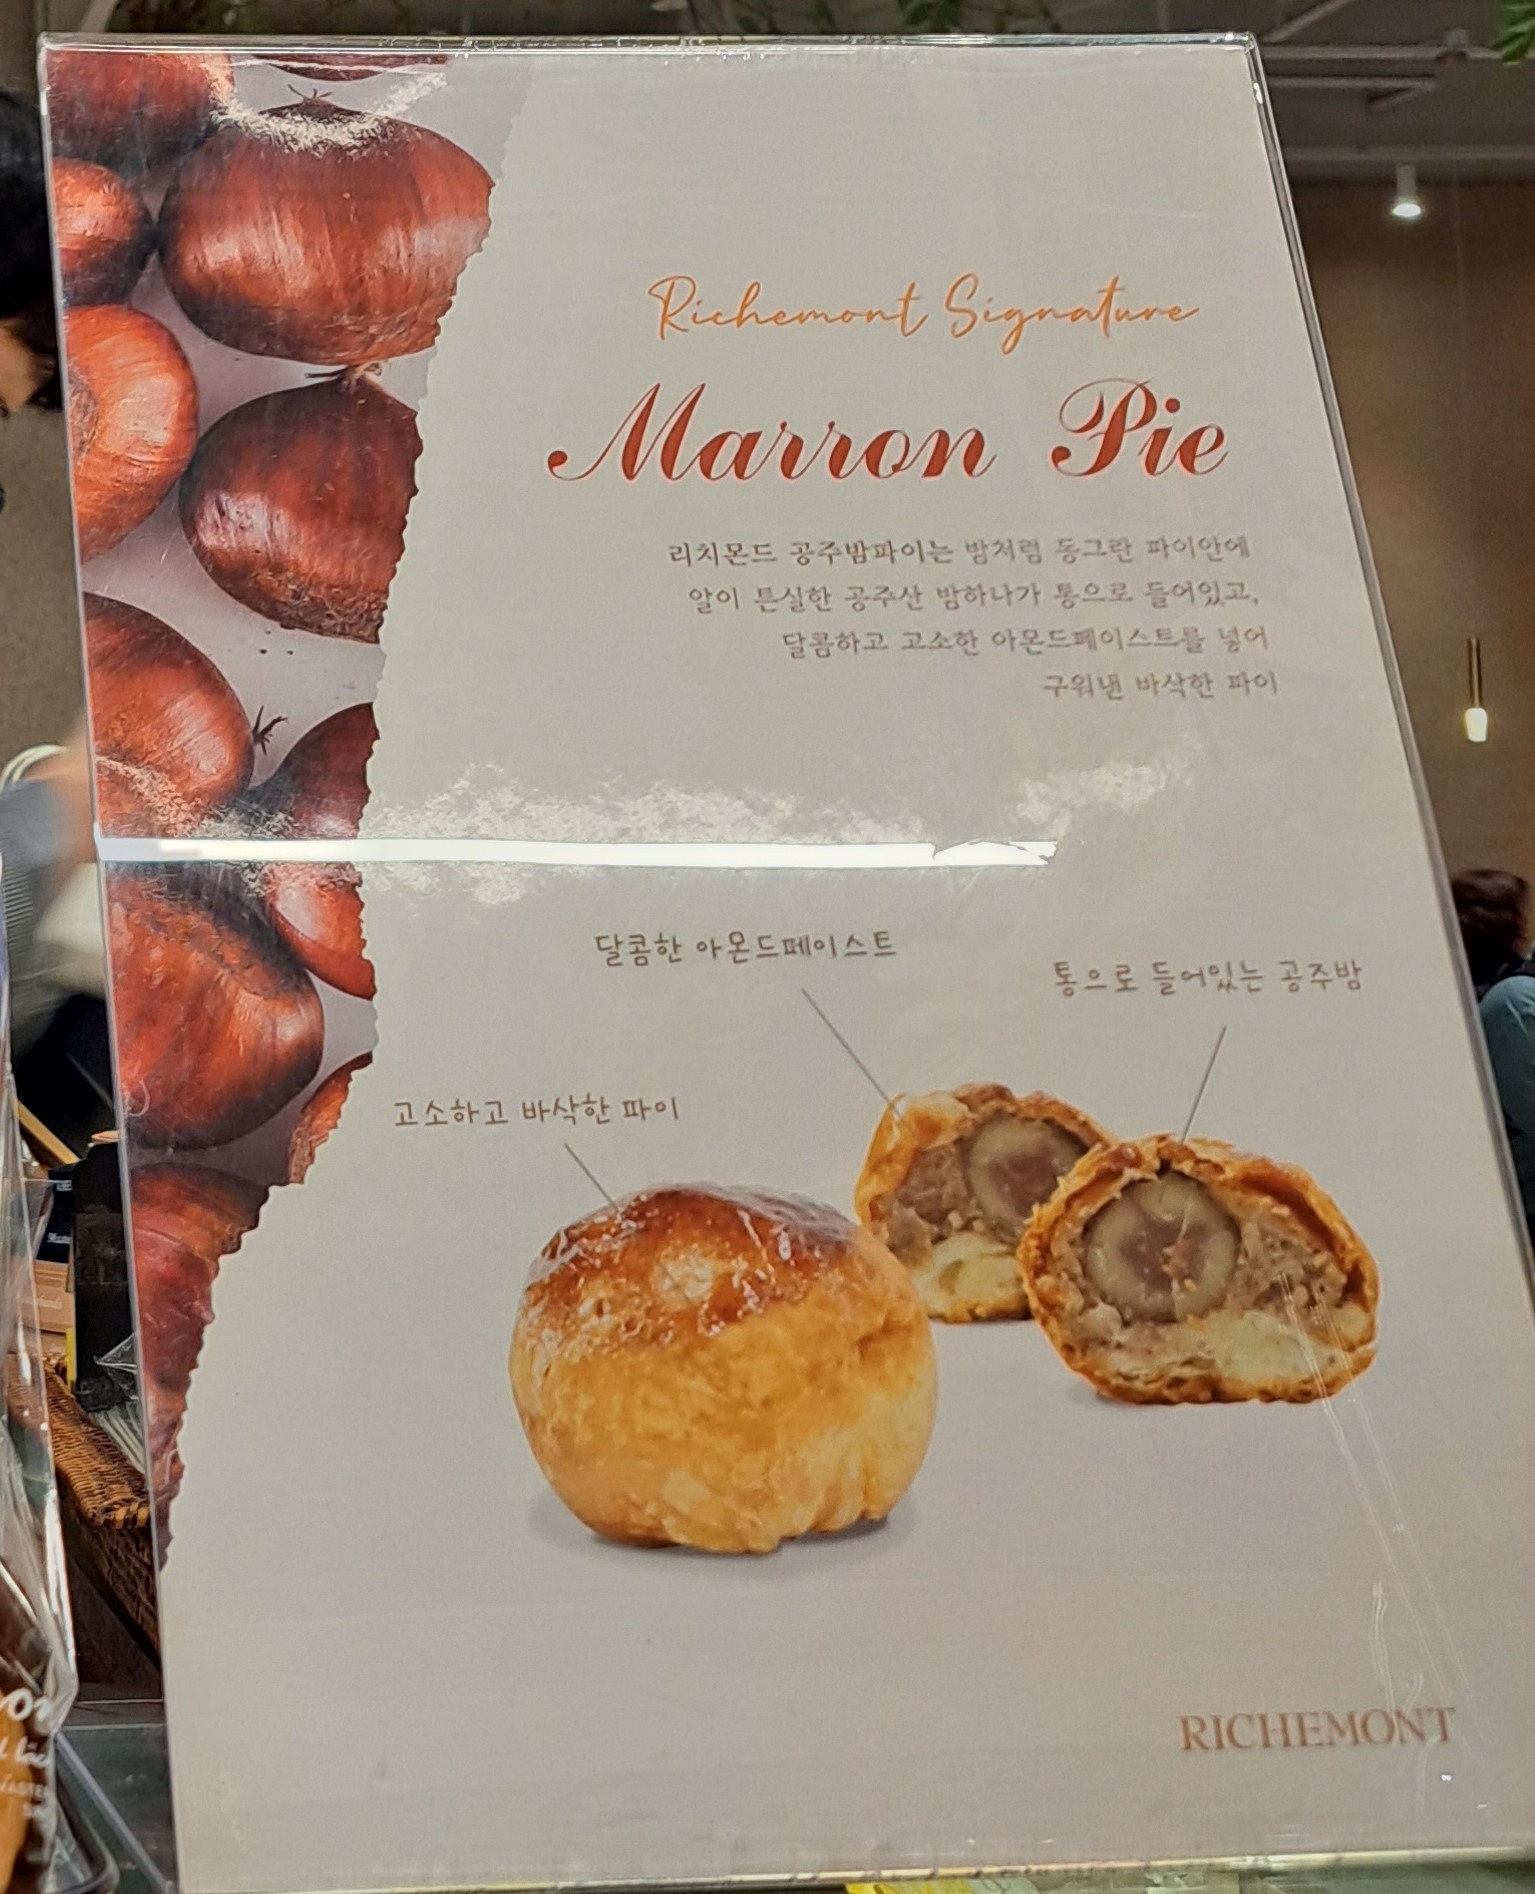 Richemont Signature
Marron Pie
리치몬드 공주밤파이는 밤처럼 동그란 파이안에
알이 튼실한 공주산 밤하나가 통으로 들어있고,
달콤하고 고소한 아몬드페이스트를 넣어
구워낸 바삭한 파이
달콤한 아몬드페이스트
통으로 들어있는 공주밤
고소하고 바삭한 파이
RICHEMONT